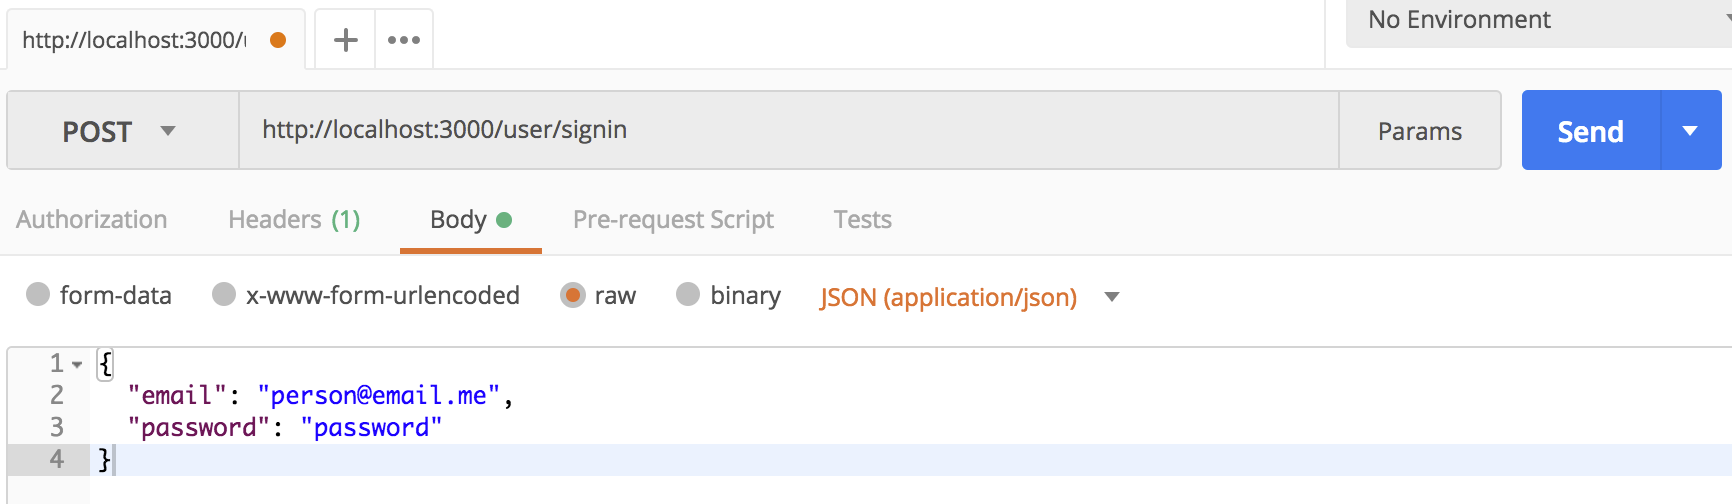 http://localhost:3000/
No Environment
POST
http://localhost:3000/user/signin
Params
Send
Authorization
Headers (1)
Body
Pre-request Script
Tests
form-data
x-www-form-urlencoded
raw
binary
JSON (application/json)
1 {
2 "email": "person@email.me",
3 "password": "password"
4 }